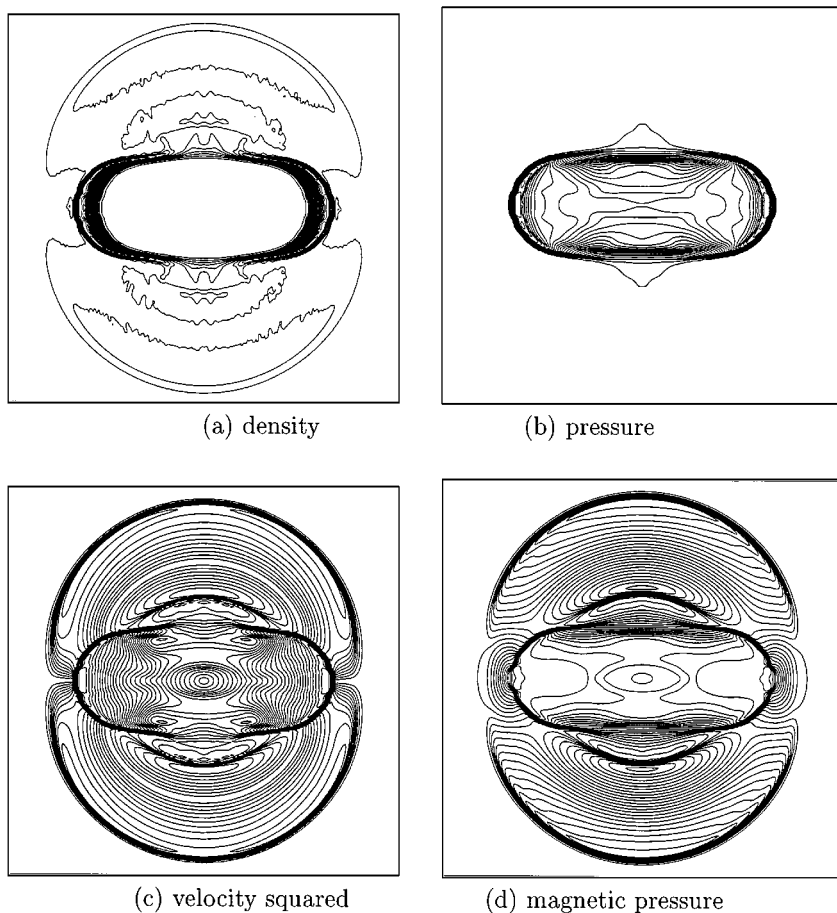 (a) density
(b) pressure
(c) velocity squared
(d) magnetic pressure